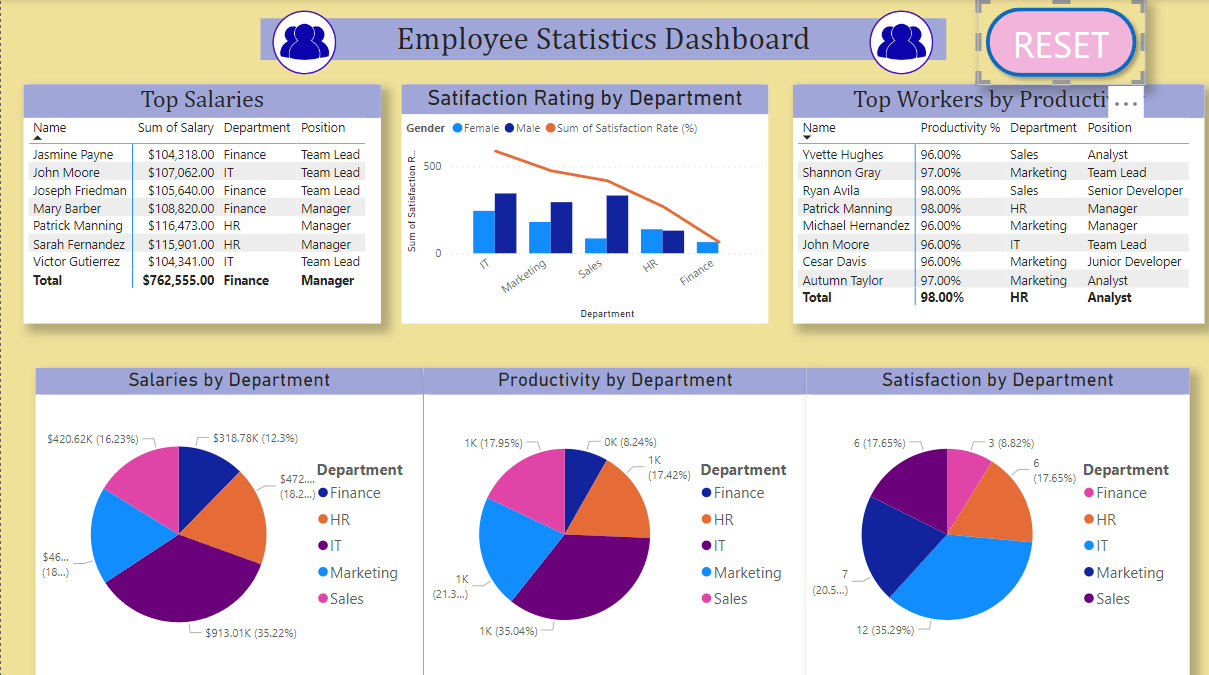 Employee Statistics Dashboard
RESET
Top Salaries
Name Sum of Salary Department Position
Jasmine Payne $104,318.00 Finance Team Lead
John Moore $107,062.00 IT Team Lead
Joseph Friedman $105,640.00 Finance Team Lead
Mary Barber $108,820.00 Finance Manager
Patrick Manning $116,473.00 HR Manager
Sarah Fernandez $115,901.00 HR Manager
Victor Gutierrez $104,341.00 IT Team Lead
Total $762,555.00 Finance Manager
Satifaction Rating by Department
Gender Female Male Sum of Satisfaction Rate (%)
Sum of Satisfaction R...
500
0
IT Marketing Sales HR Finance
Department
Top Workers by Producti ...
Name Productivity % Department Position
Yvette Hughes 96.00% Sales Analyst
Shannon Gray 97.00% Marketing Team Lead
Ryan Avila 98.00% Sales Senior Developer
Patrick Manning 98.00% HR Manager
Michael Hernandez 96.00% Marketing Manager
John Moore 96.00% IT Team Lead
Cesar Davis 96.00% Marketing Junior Developer
Autumn Taylor 97.00% Marketing Analyst
Total 98.00% HR Analyst
Salaries by Department
$420.62K (16.23%)
$318.78K (12.3%)
$472...
(18.2...)
$46...
(18...)
$913.01K (35.22%)
Department
Finance
HR
IT
Marketing
Sales
Productivity by Department
1K (17.95%)
0K (8.24%)
1K
(17.42%)
1K
(21.3...)
1K (35.04%)
Department
Finance
HR
IT
Marketing
Sales
Satisfaction by Department
6 (17.65%)
3 (8.82%)
6
(17.65%)
7
(20.5...)
12 (35.29%)
Department
Finance
HR
IT
Marketing
Sales